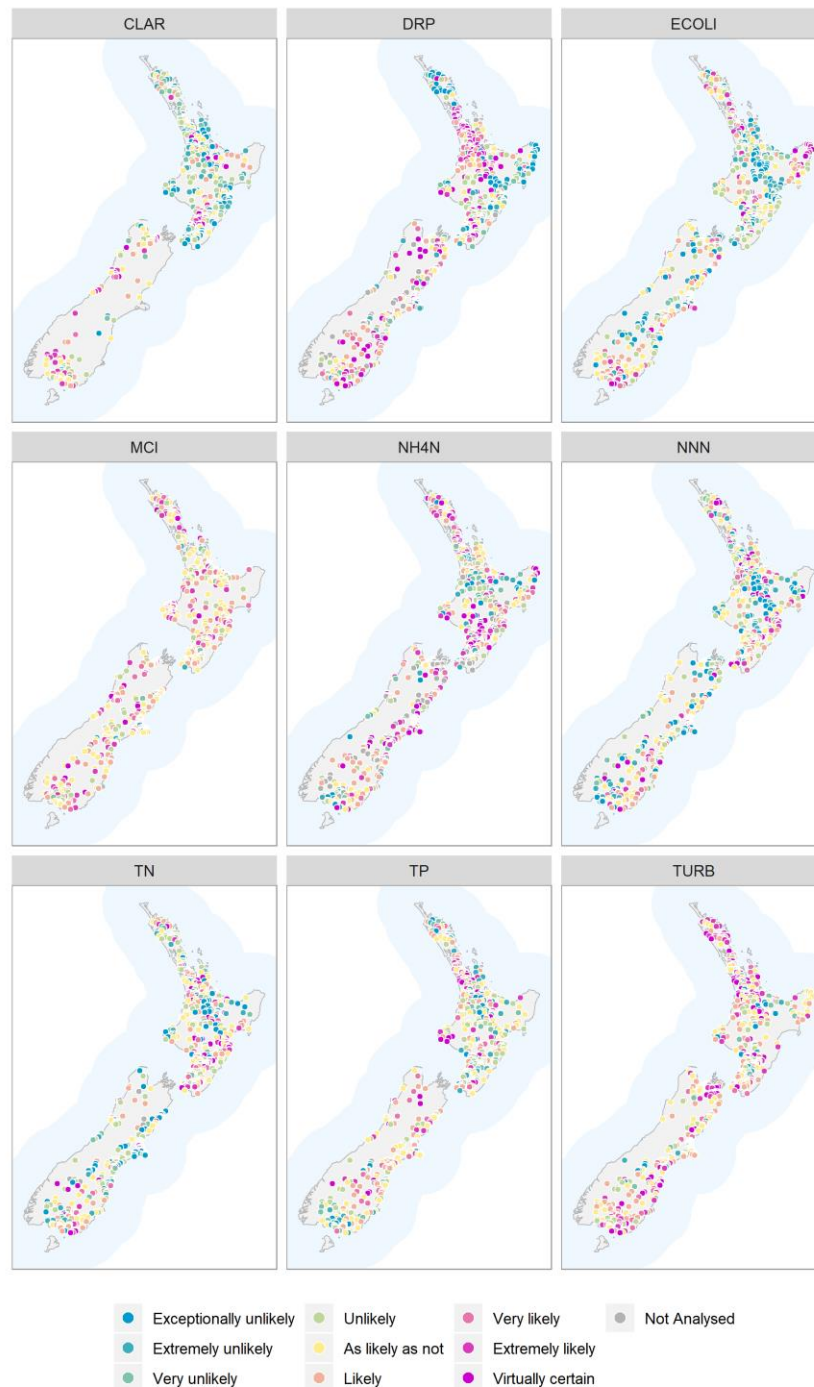 CLAR DRP ECOLI
MCI NH4N NNN
TN TP TURB
Exceptionally unlikely Unlikely Very likely Not Analysed
Extremely unlikely As likely as not Extremely likely
Very unlikely Likely Virtually certain